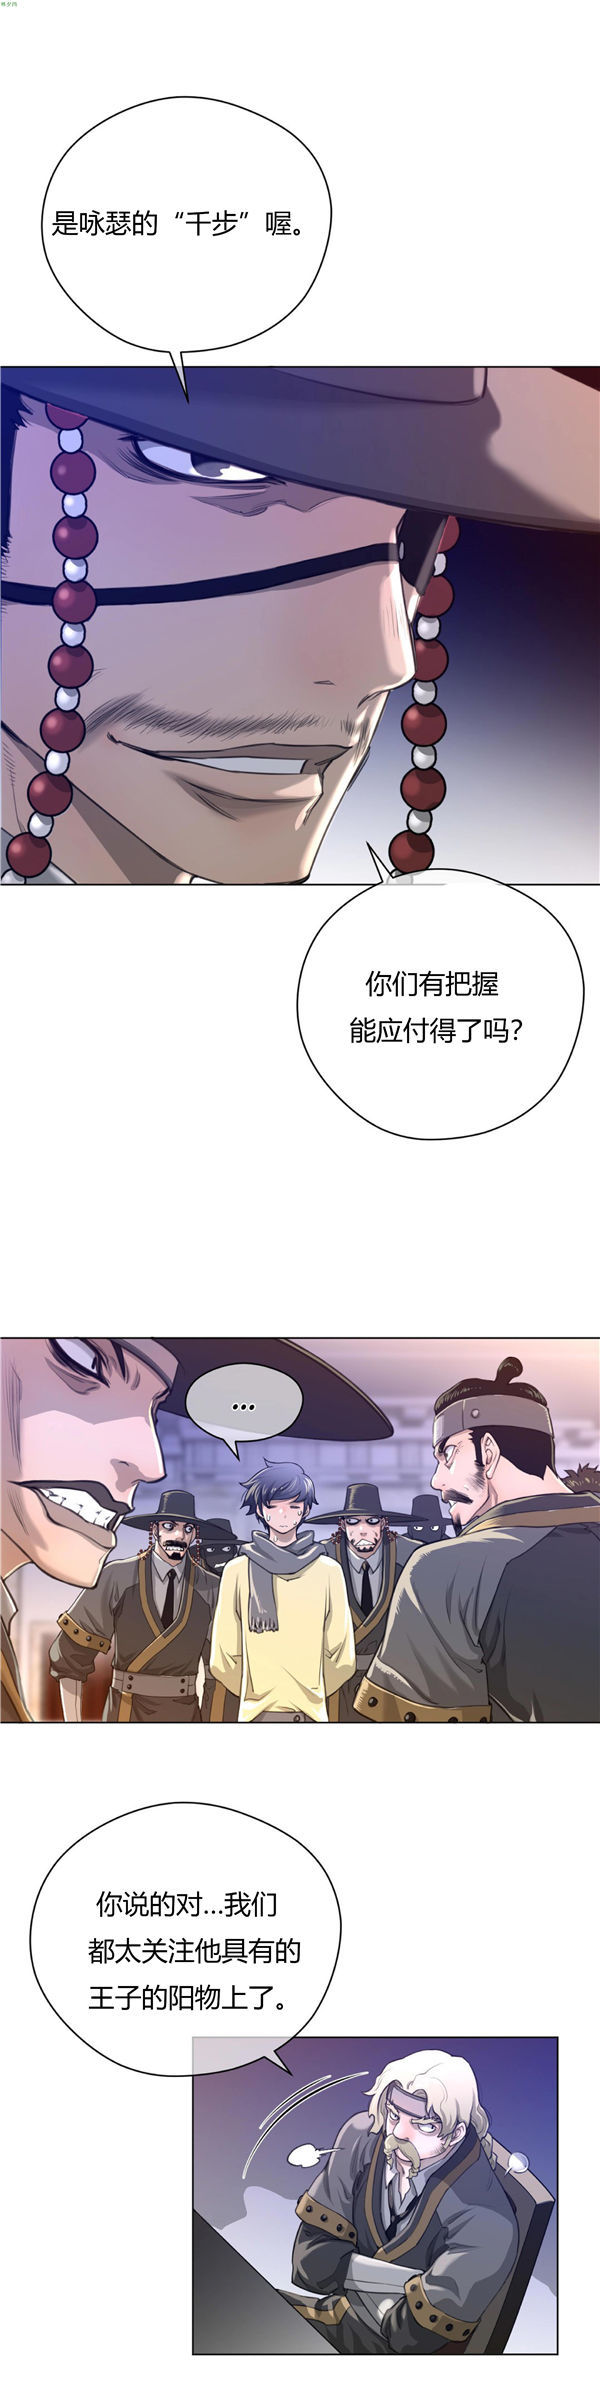 是咏瑟的“千步”喔。
你们有把握
能应付得了吗？
...
你说的对...我们
都太关注他具有的
王子的阳物上了。